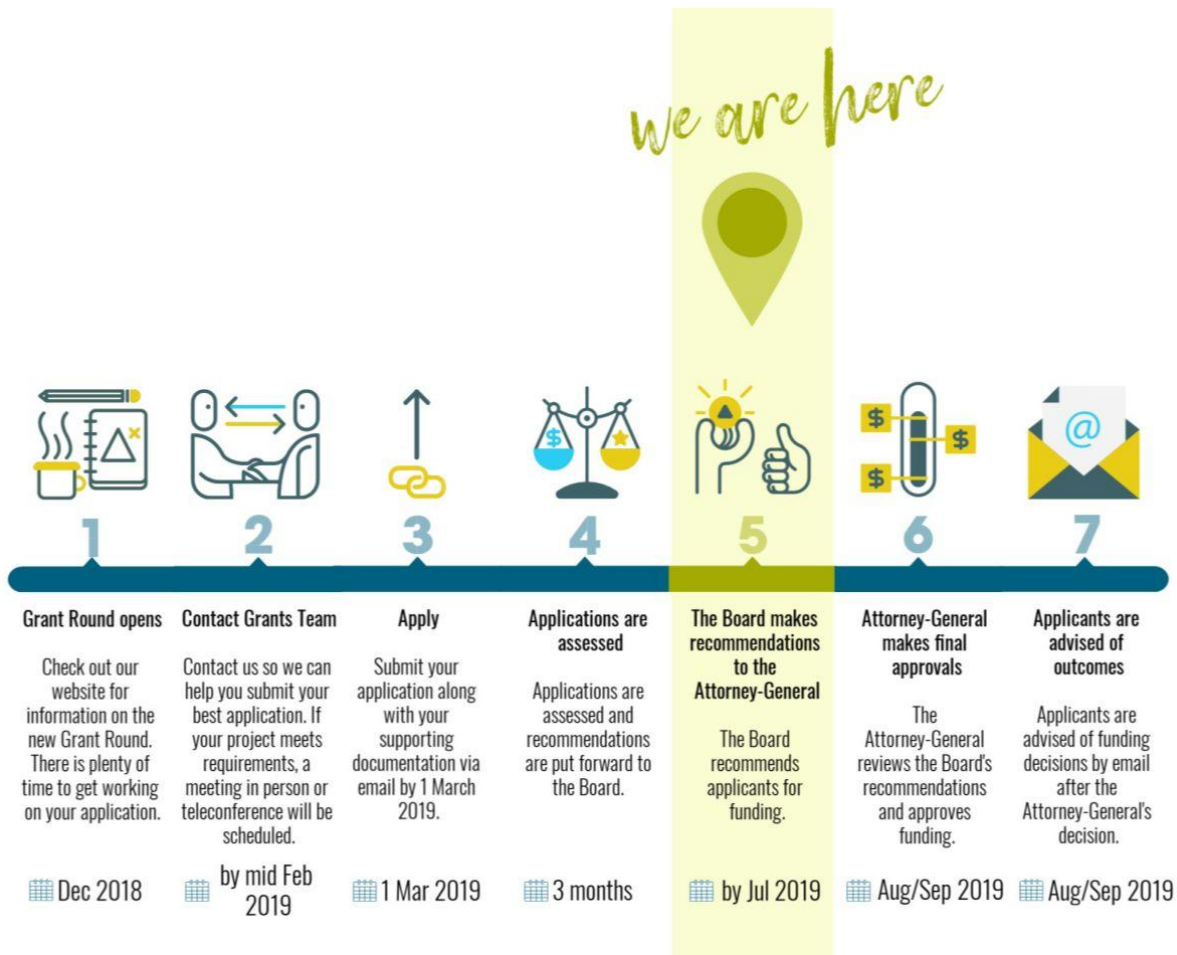 we are here
1
Grant Round opens
Check out our
website for
information on the
new Grant Round.
There is plenty of
time to get working
on your application.
Dec 2018
2
Contact Grants Team
Contact us so we can
help you submit your
best application. If
your project meets
requirements, a
meeting in person or
teleconference will be
scheduled.
by mid Feb
2019
3
Apply
Submit your
application along
with your
supporting
documentation via
email by 1 March
2019.
1 Mar 2019
$
4
Applications are
assessed
Applications are
assessed and
recommendations
are put forward to
the Board.
3 months
5
The Board makes
recommendations
to the
Attorney-General
The Board
recommends
applicants for
funding.
by Jul 2019
$
$
$
6
Attorney-General
makes final
approvals
The
Attorney-General
reviews the Board's
recommendations
and approves
funding.
Aug/Sep 2019
@
7
Applicants are
advised of
outcomes
Applicants are
advised of funding
decisions by email
after the
Attorney-General's
decision.
Aug/Sep 2019